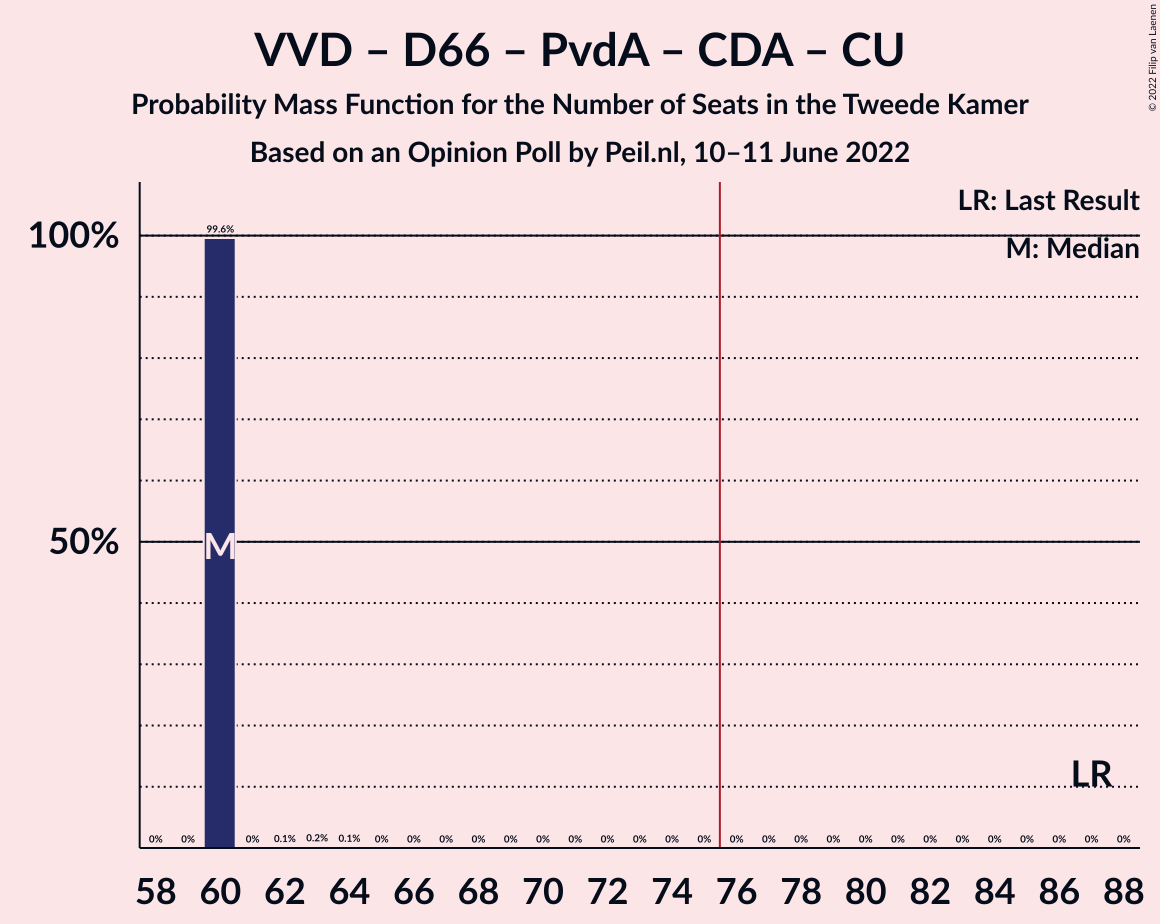 VVD – D66 – PvdA – CDA – CU
Probability Mass Function for the Number of Seats in the Tweede Kamer
Based on an Opinion Poll by Peil.nl, 10–11 June 2022
© 2022 Filip van Laenen
LR: Last Result
M: Median
100%
50%
99.6%
M
LR
0% 0% 0% 0.1% 0.2% 0.1% 0% 0% 0% 0% 0% 0% 0% 0% 0% 0% 0% 0% 0% 0% 0% 0% 0% 0% 0% 0% 0% 0% 0% 0%
58 60 62 64 66 68 70 72 74 76 78 80 82 84 86 88